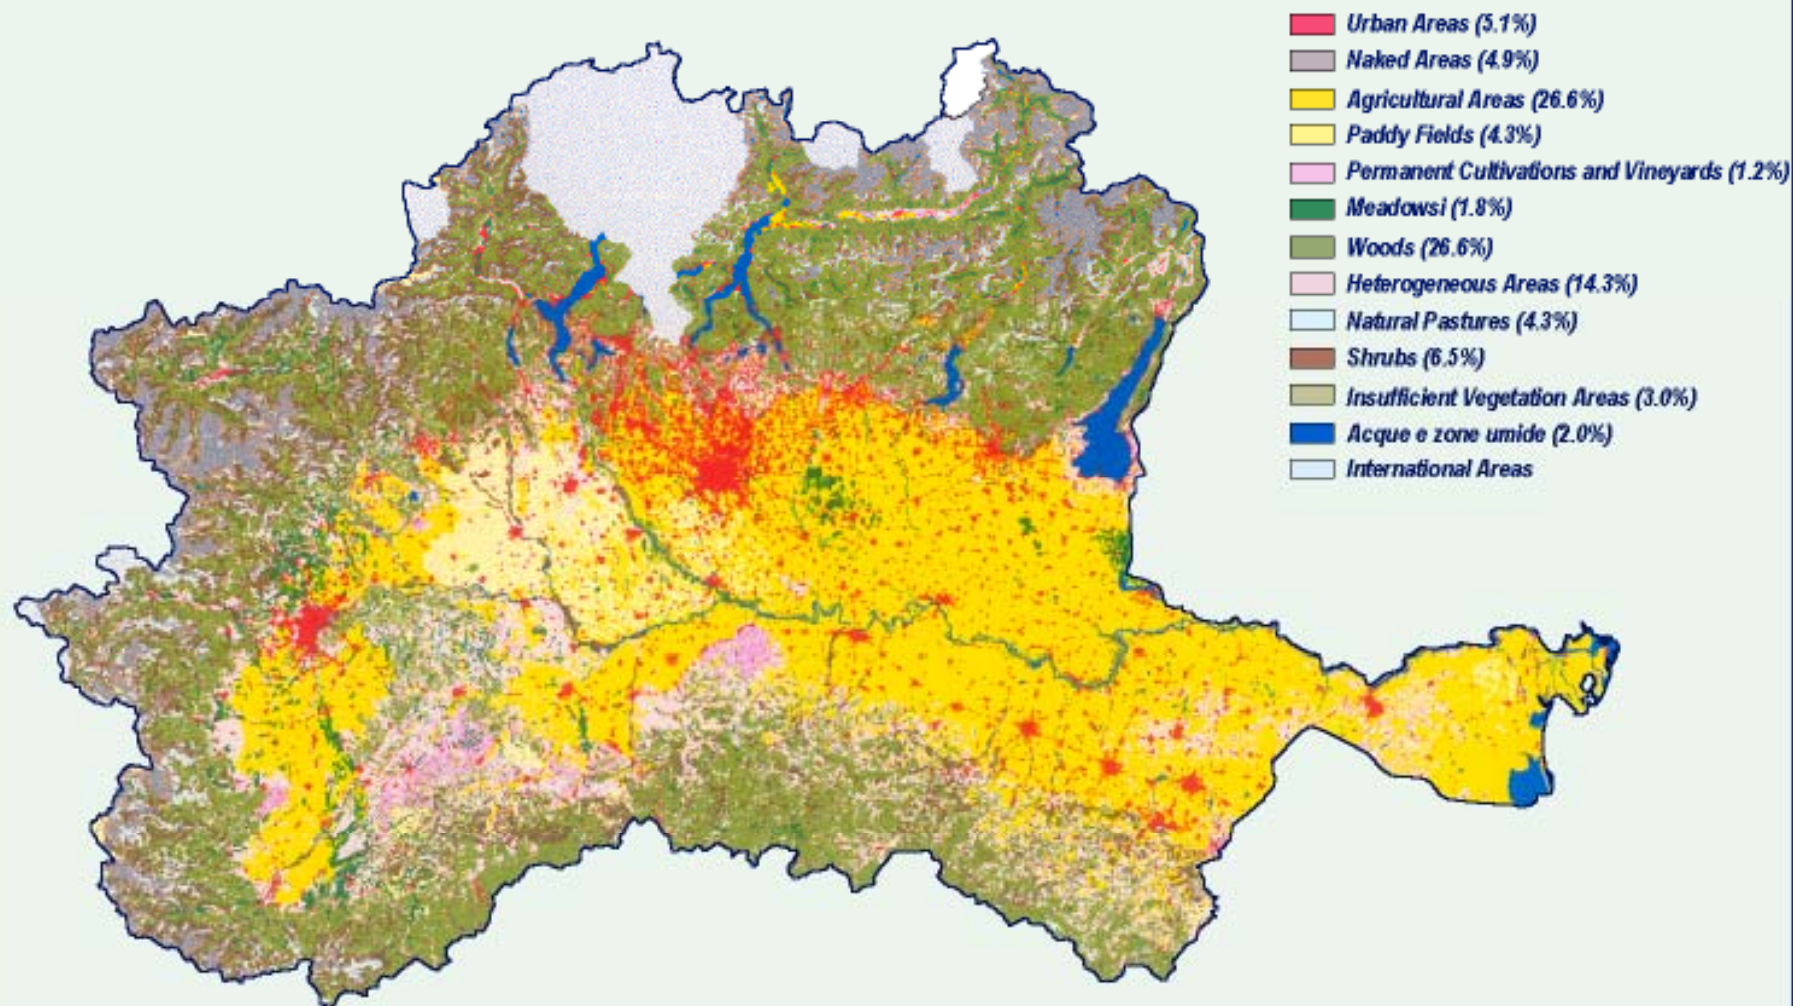 Urban Areas (5.1%)
Naked Areas (4.9%)
Agricultural Areas (26.6%)
Paddy Fields (4.3%)
Permanent Cultivations and Vineyards (1.2%)
Meadowsi (1.8%)
Woods (26.6%)
Heterogeneous Areas (14.3%)
Natural Pastures (4.3%)
Shrubs (6.5%)
Insufficient Vegetation Areas (3.0%)
Acque e zone umide (2.0%)
International Areas